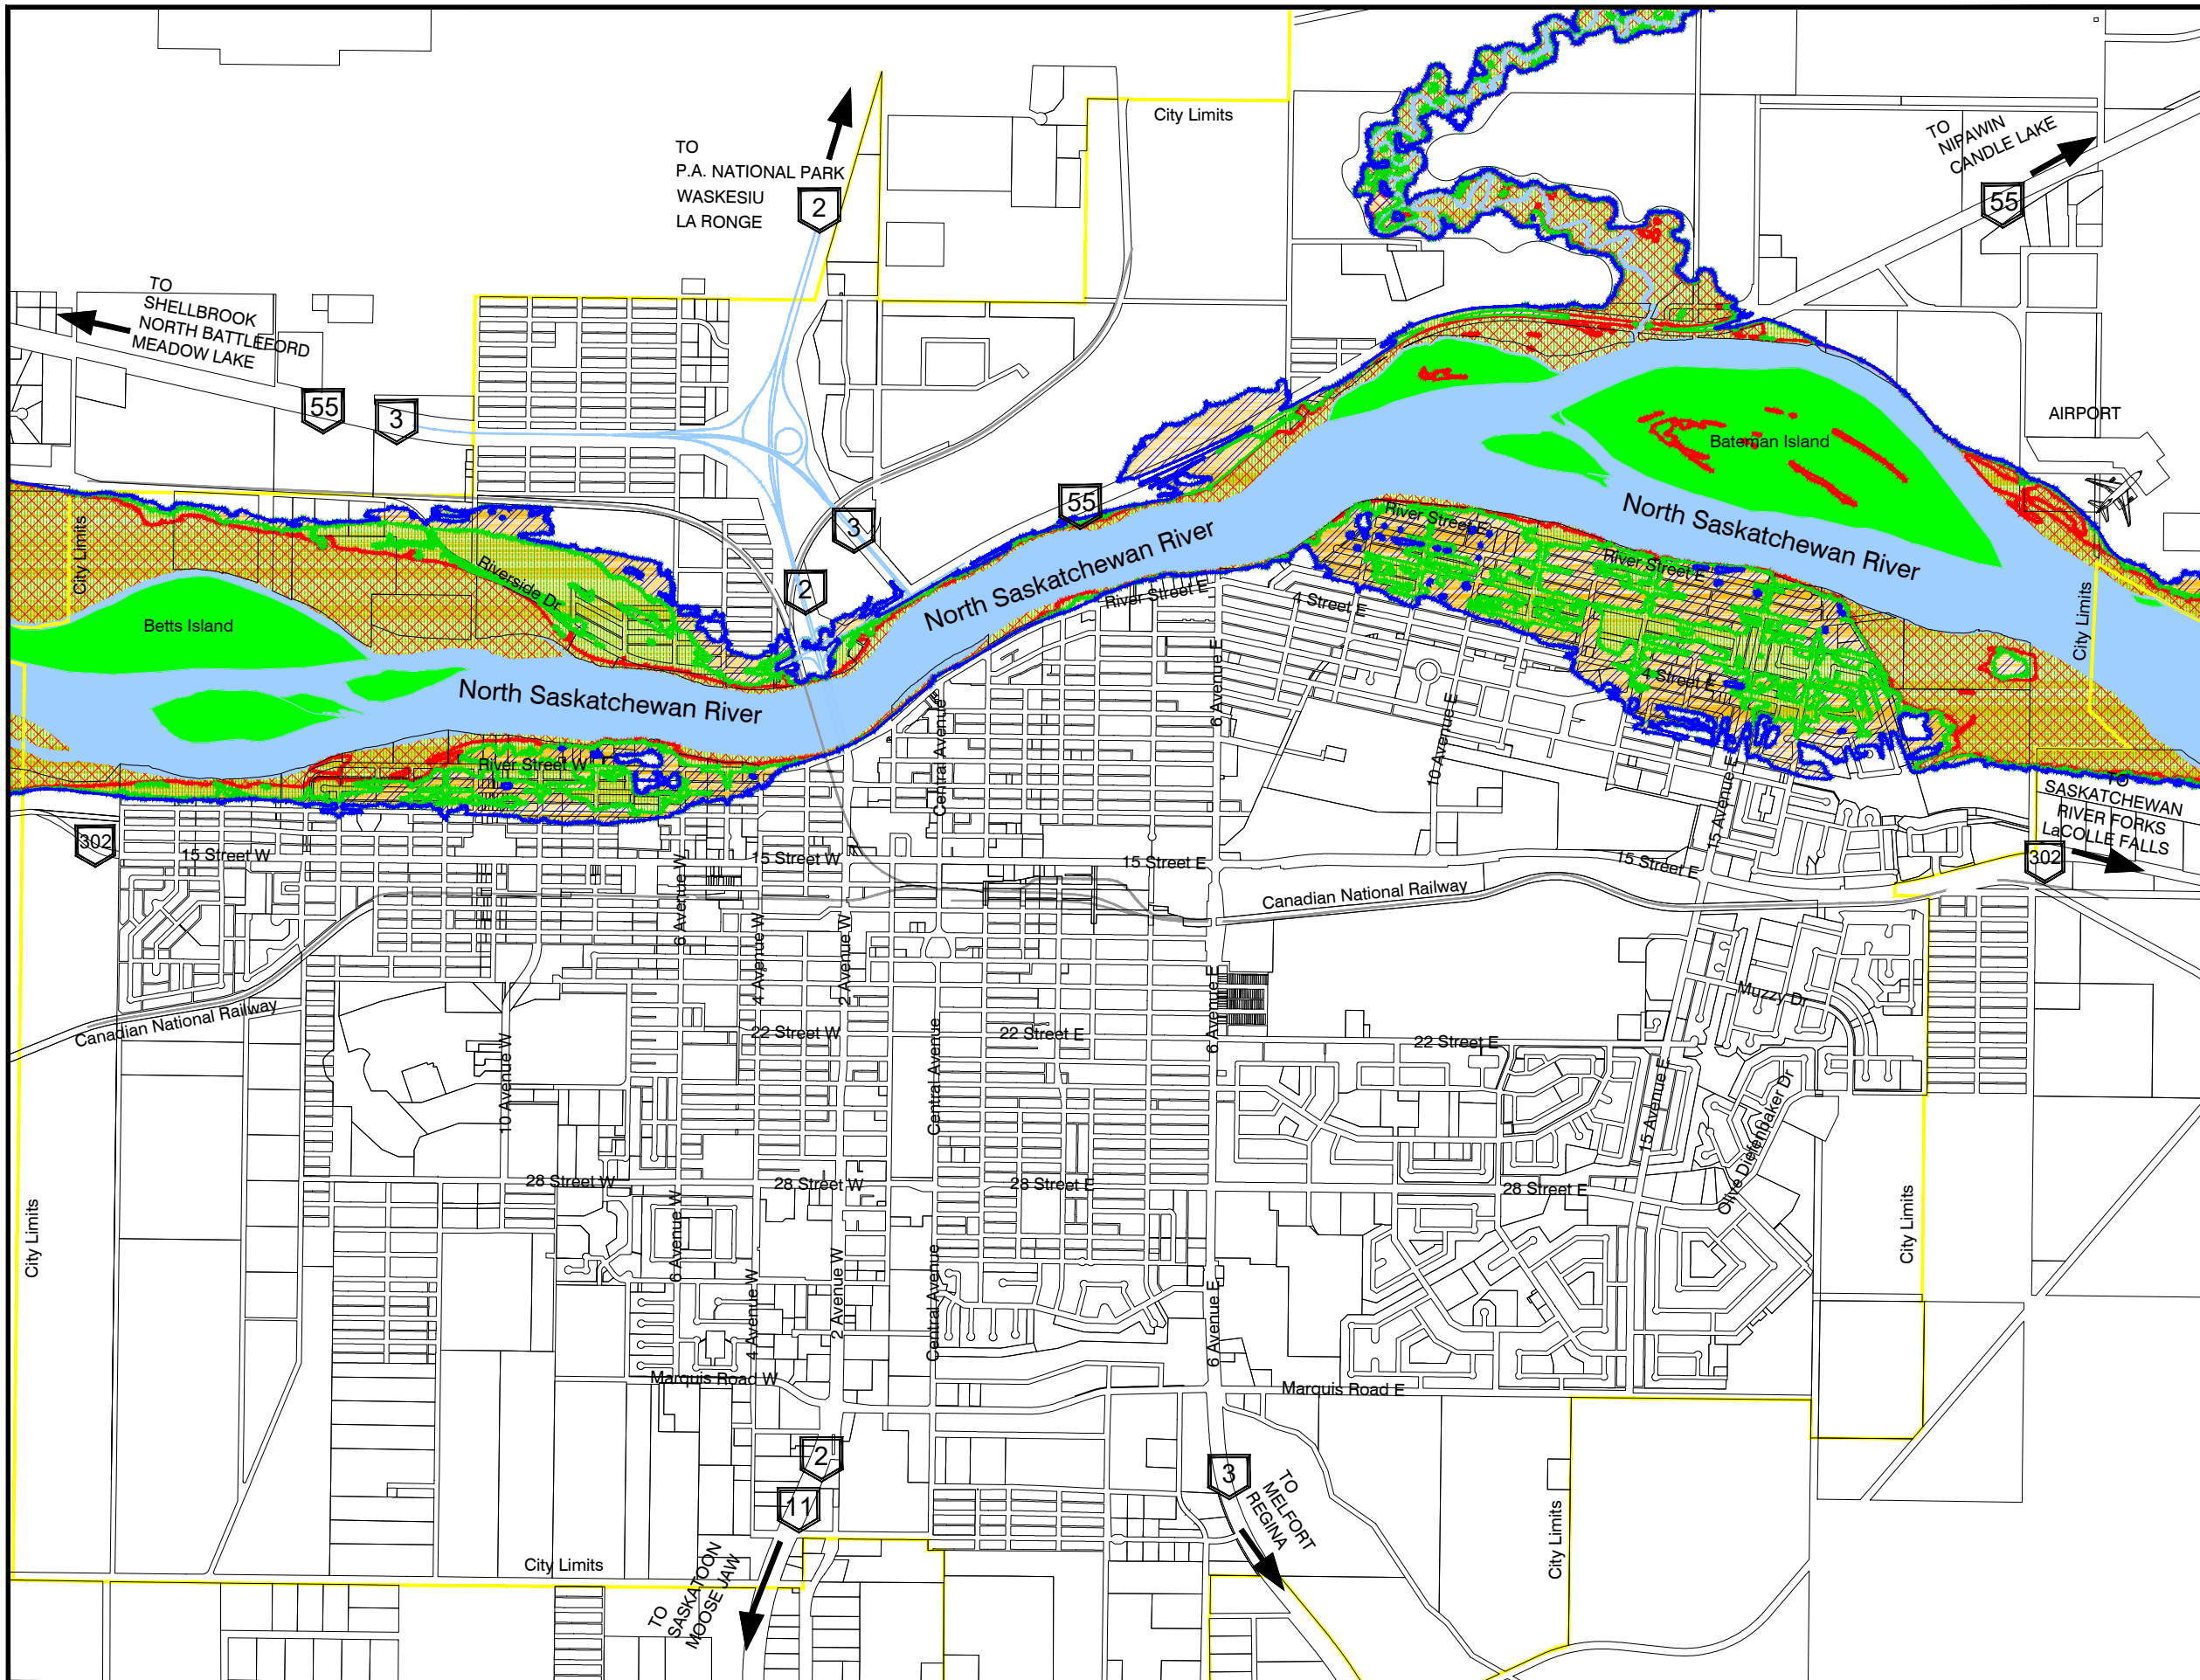 City Limits
TO
P.A. NATIONAL PARK
WASKESIU
LA RONGE
2
TO
NIPAWIN
CANDLE LAKE
55
TO
SHELLBROOK
NORTH BATTLEFORD
MEADOW LAKE
55
3
AIRPORT
Bateman Island
North Saskatchewan River
55
3
2
North Saskatchewan River
River Street E
River Street E
River Street E
4 Street E
4 Street E
City Limits
Riverside Dr
Betts Island
North Saskatchewan River
City Limits
River Street W
6 Avenue E
10 Avenue E
15 Avenue E
Central Avenue
TO
SASKATCHEWAN
RIVER FORKS
LaCOLLE FALLS
302
302
15 Street W
15 Street W
15 Street E
15 Street E
Canadian National Railway
6 Avenue W
4 Avenue W
2 Avenue W
6 Avenue E
Muzzy Dr
Canadian National Railway
22 Street W
22 Street E
22 Street E
10 Avenue W
Central Avenue
15 Avenue E
Olive Diefenbaker Dr
28 Street W
28 Street W
28 Street E
28 Street E
City Limits
6 Avenue W
4 Avenue W
2 Avenue W
Central Avenue
6 Avenue E
City Limits
Marquis Road W
Marquis Road E
2
11
3
TO
MELFORT
REGINA
City Limits
City Limits
TO
SASKATOON
MOOSE JAW